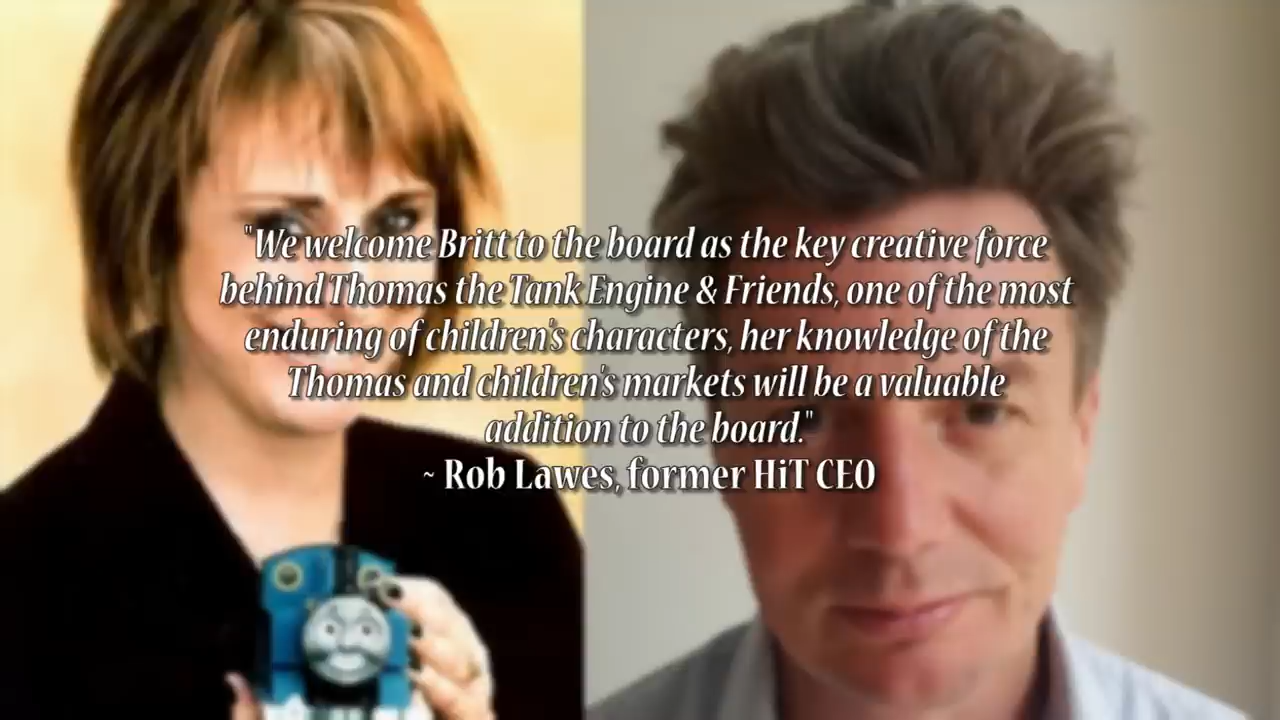 "We welcome Britt to the board as the key creative force
behind Thomas the Tank Engine & Friends, one of the most
enduring of children's characters, her knowledge of the
Thomas and children's markets will be a valuable
addition to the board."
~ Rob Lawes, former HiT CEO